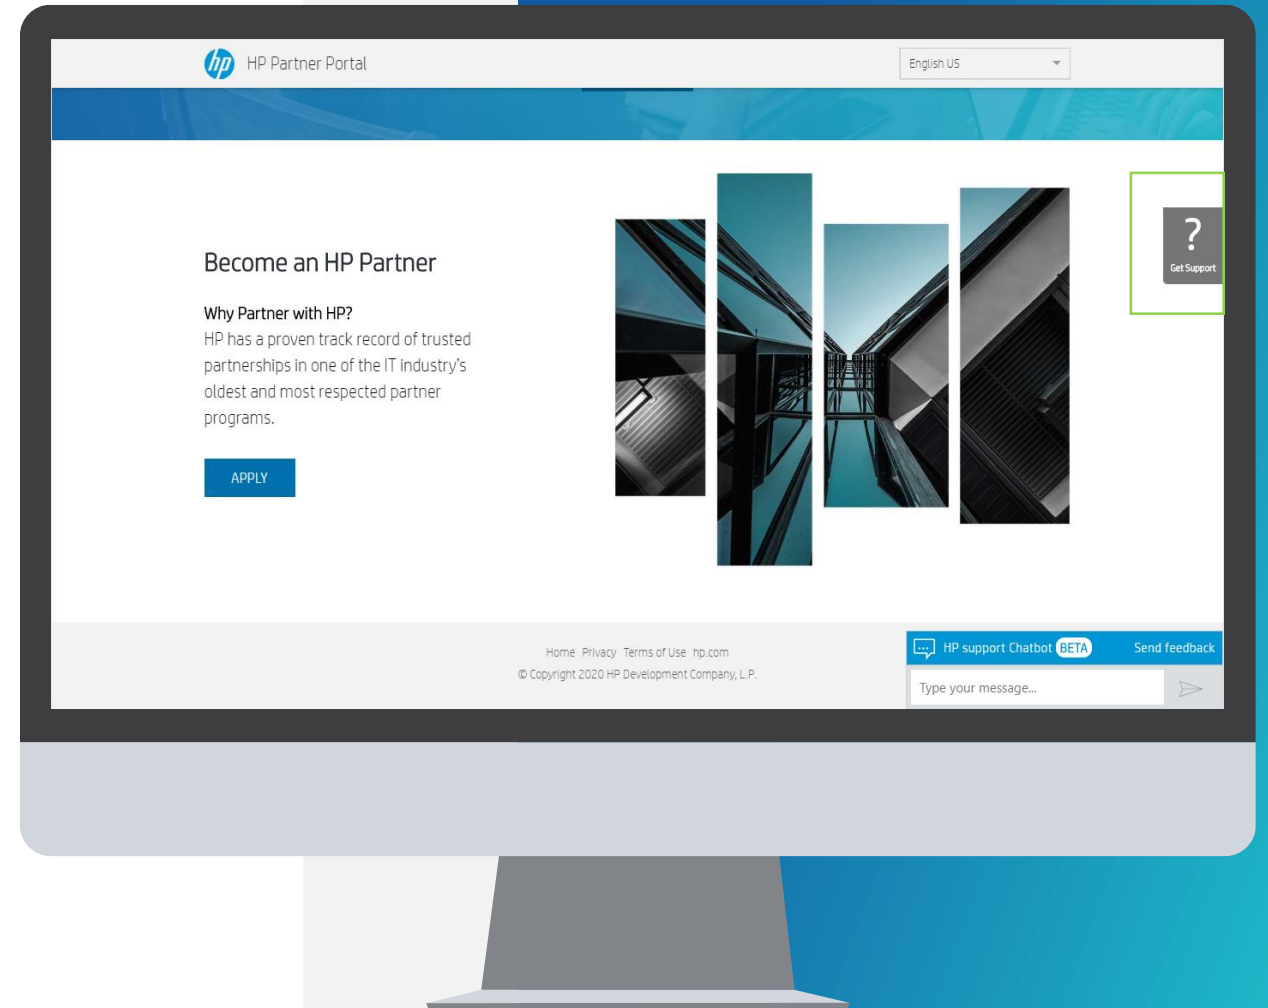 hp HP Partner Portal
English US
?
Get Support
Become an HP Partner
Why Partner with HP?
HP has a proven track record of trusted
partnerships in one of the IT industry's
oldest and most respected partner
programs.
APPLY
Home Privacy Terms of Use hp.com
© Copyright 2020 HP Development Company, L.P.
HP support Chatbot BETA Send feedback
Type your message...